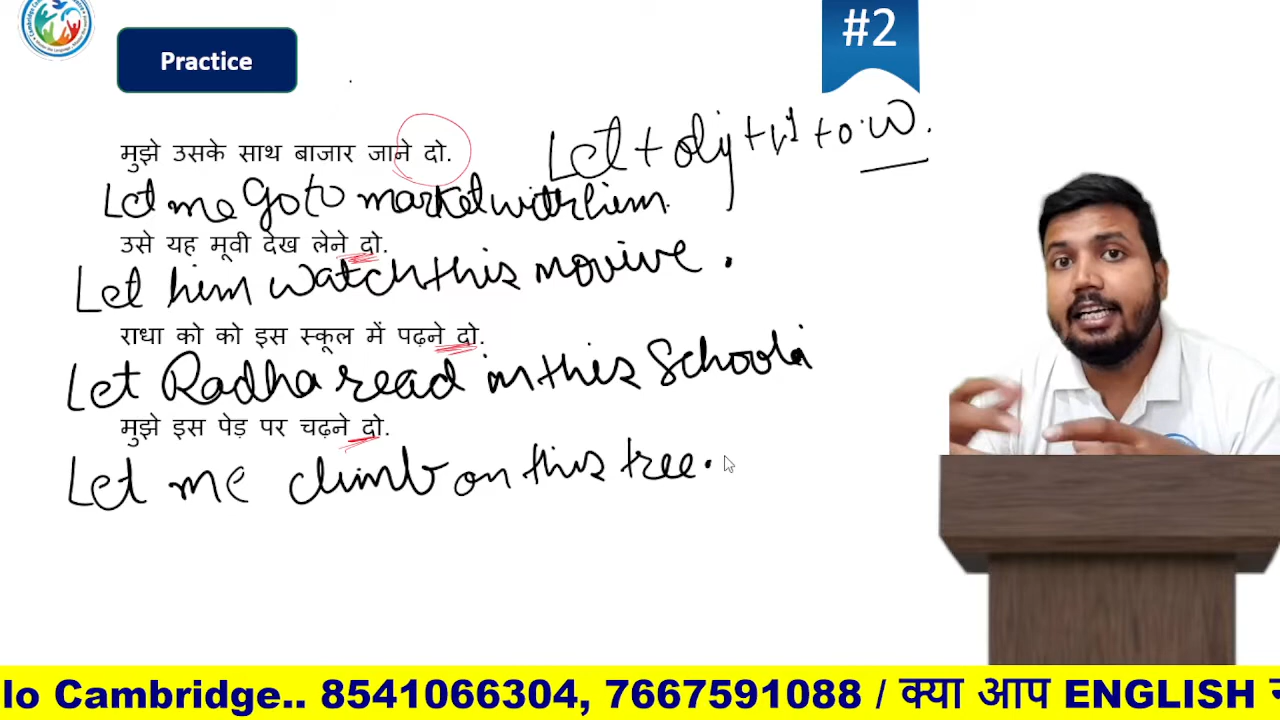 #2
Practice
मुझे उसके साथ बाजार जाने दो.
Let + obj + v1 + o.w.
Let me go to market with him.
उसे यह मूवी देख लेने दो.
Let him watch this movive.
राधा को को इस स्कूल में पढ़ने दो.
Let Radha read in this School
मुझे इस पेड़ पर चढ़ने दो.
Let me climb on this tree.
lo Cambridge.. 8541066304, 7667591088 / क्या आप ENGLISH